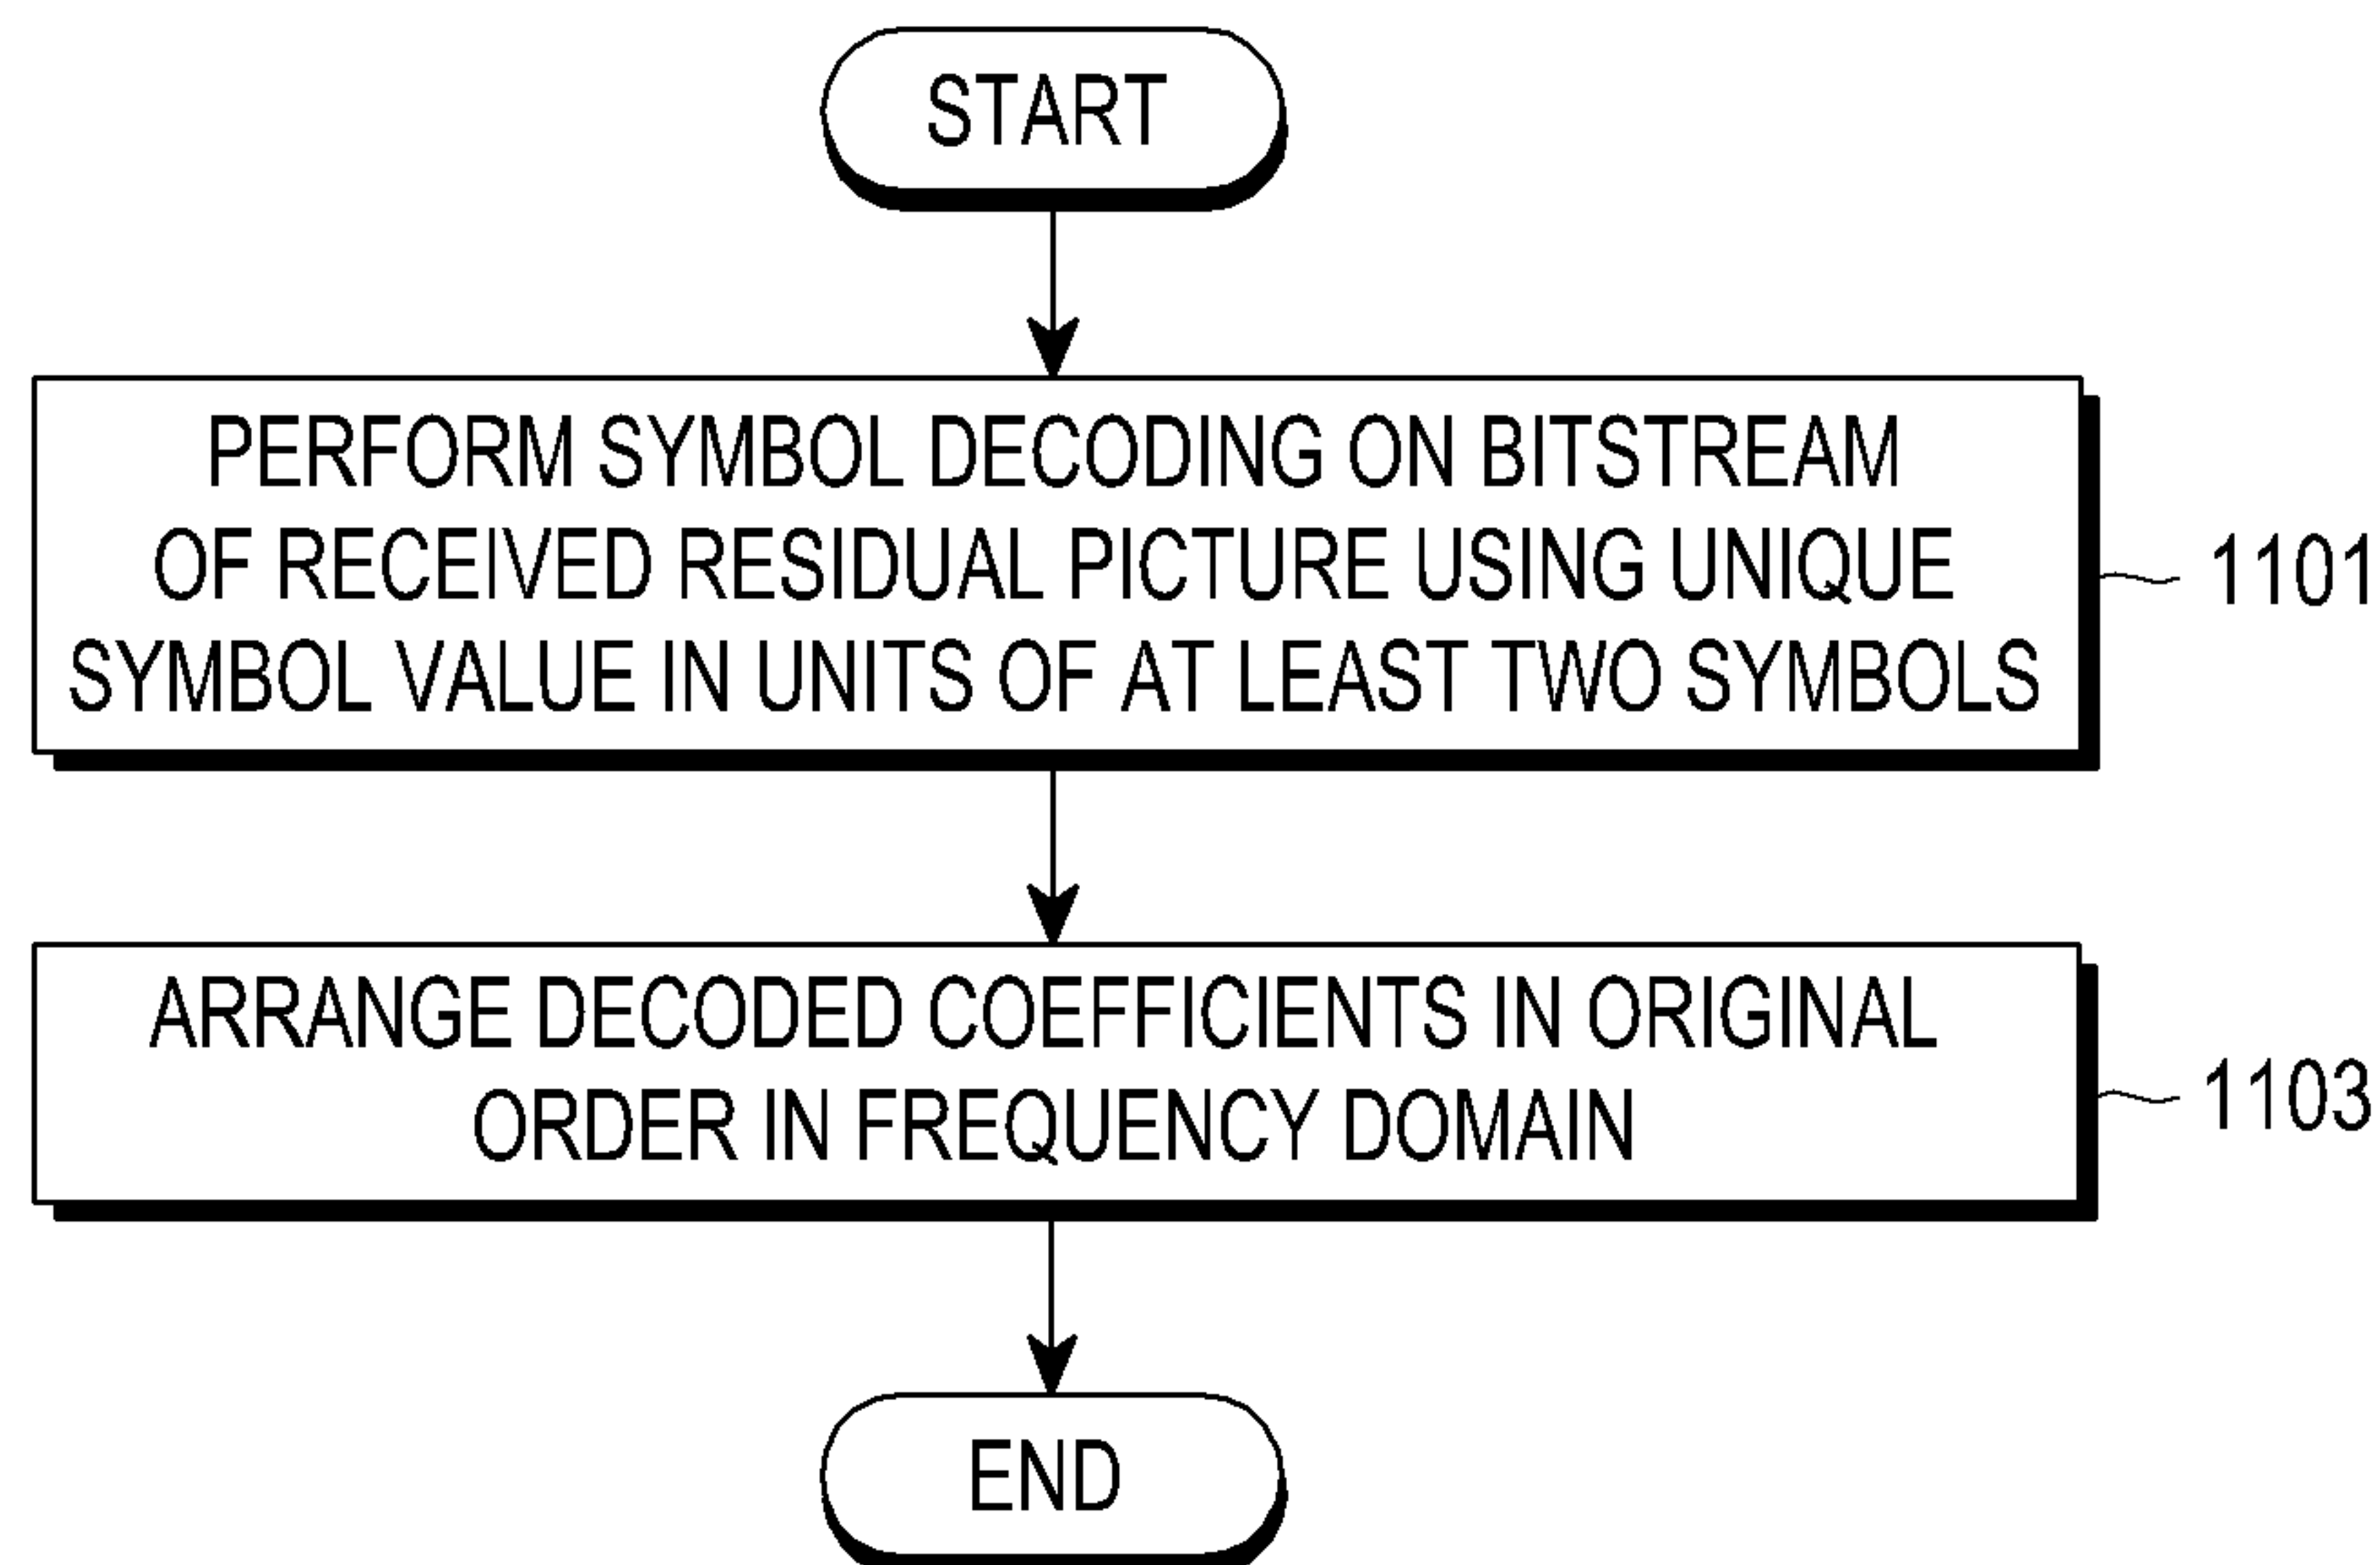 START
PERFORM SYMBOL DECODING ON BITSTREAM
OF RECEIVED RESIDUAL PICTURE USING UNIQUE
SYMBOL VALUE IN UNITS OF AT LEAST TWO SYMBOLS
1101
ARRANGE DECODED COEFFICIENTS IN ORIGINAL
ORDER IN FREQUENCY DOMAIN
1103
END